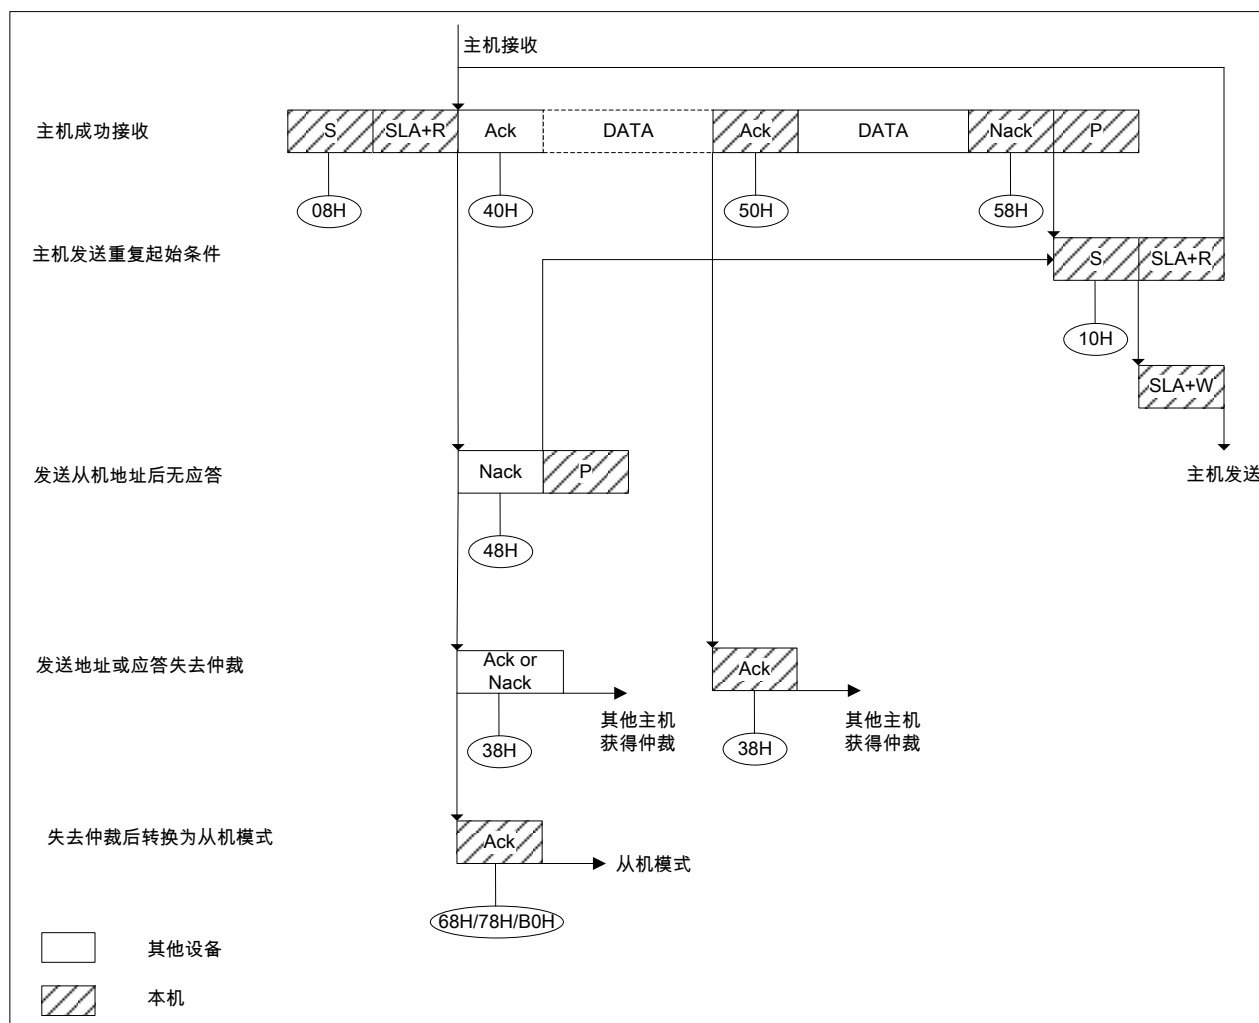 主机接收
主机成功接收
S SLA+R Ack DATA Ack DATA Nack P
08H 40H 50H 58H
主机发送重复起始条件
S SLA+R
10H
SLA+W
发送从机地址后无应答
Nack P
主机发送
48H
发送地址或应答失去仲裁
Ack or
Nack
Ack
其他主机
获得仲裁
其他主机
获得仲裁
38H 38H
失去仲裁后转换为从机模式
Ack
从机模式
68H/78H/B0H
其他设备
本机